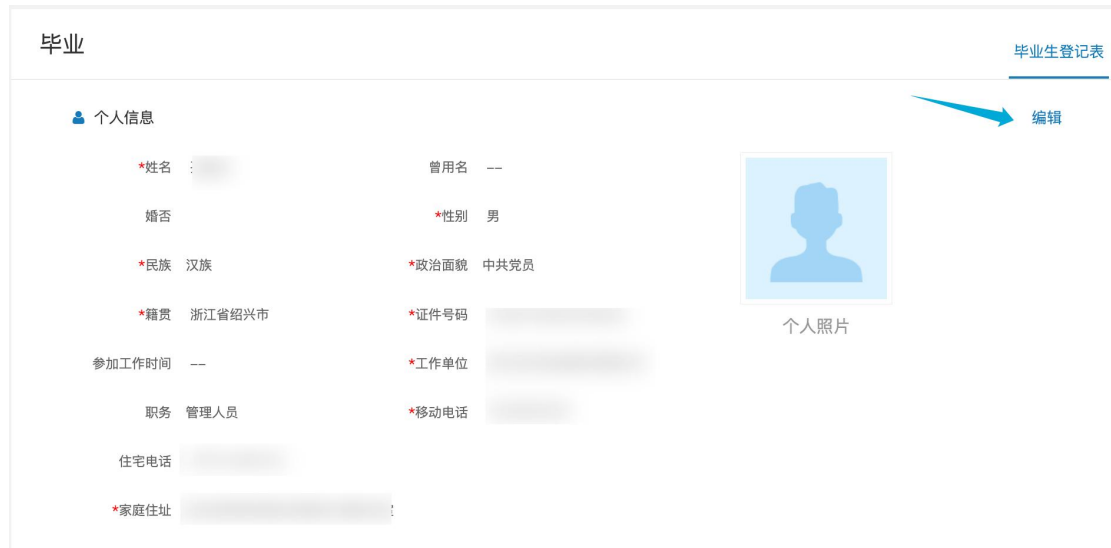 毕业
毕业生登记表
个人信息
编辑
*姓名
曾用名 --
婚否
*性别 男
*民族 汉族
*政治面貌 中共党员
*籍贯 浙江省绍兴市
*证件号码
个人照片
参加工作时间 --
*工作单位
职务 管理人员
*移动电话
住宅电话
*家庭住址